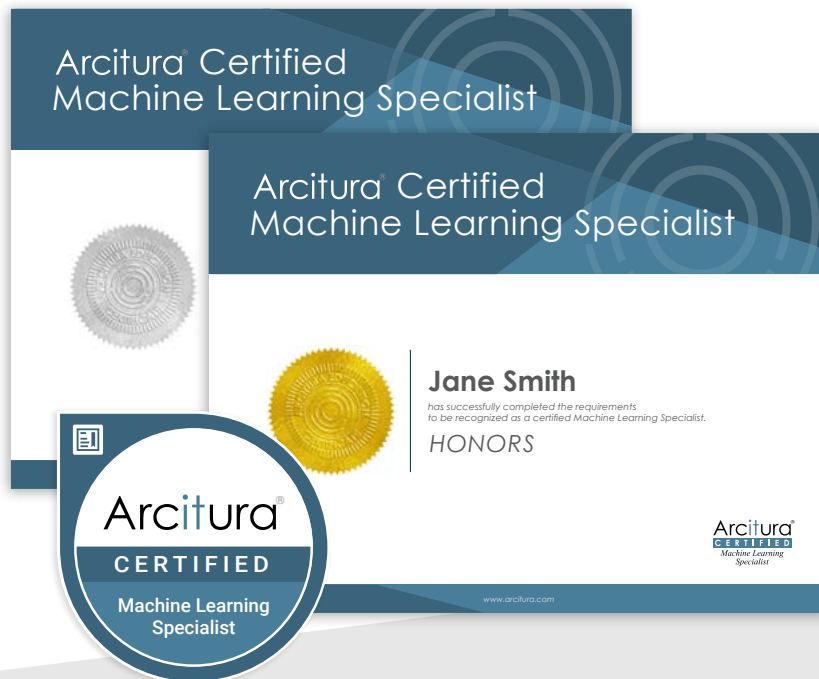 Arcitura® Certified
Machine Learning Specialist
Arcitura® Certified
Machine Learning Specialist
Jane Smith
has successfully completed the requirements
to be recognized as a certified Machine Learning Specialist.
HONORS
Arcitura®
CERTIFIED
Machine Learning
Specialist
Arcitura®
CERTIFIED
Machine Learning
Specialist
www.arcitura.com